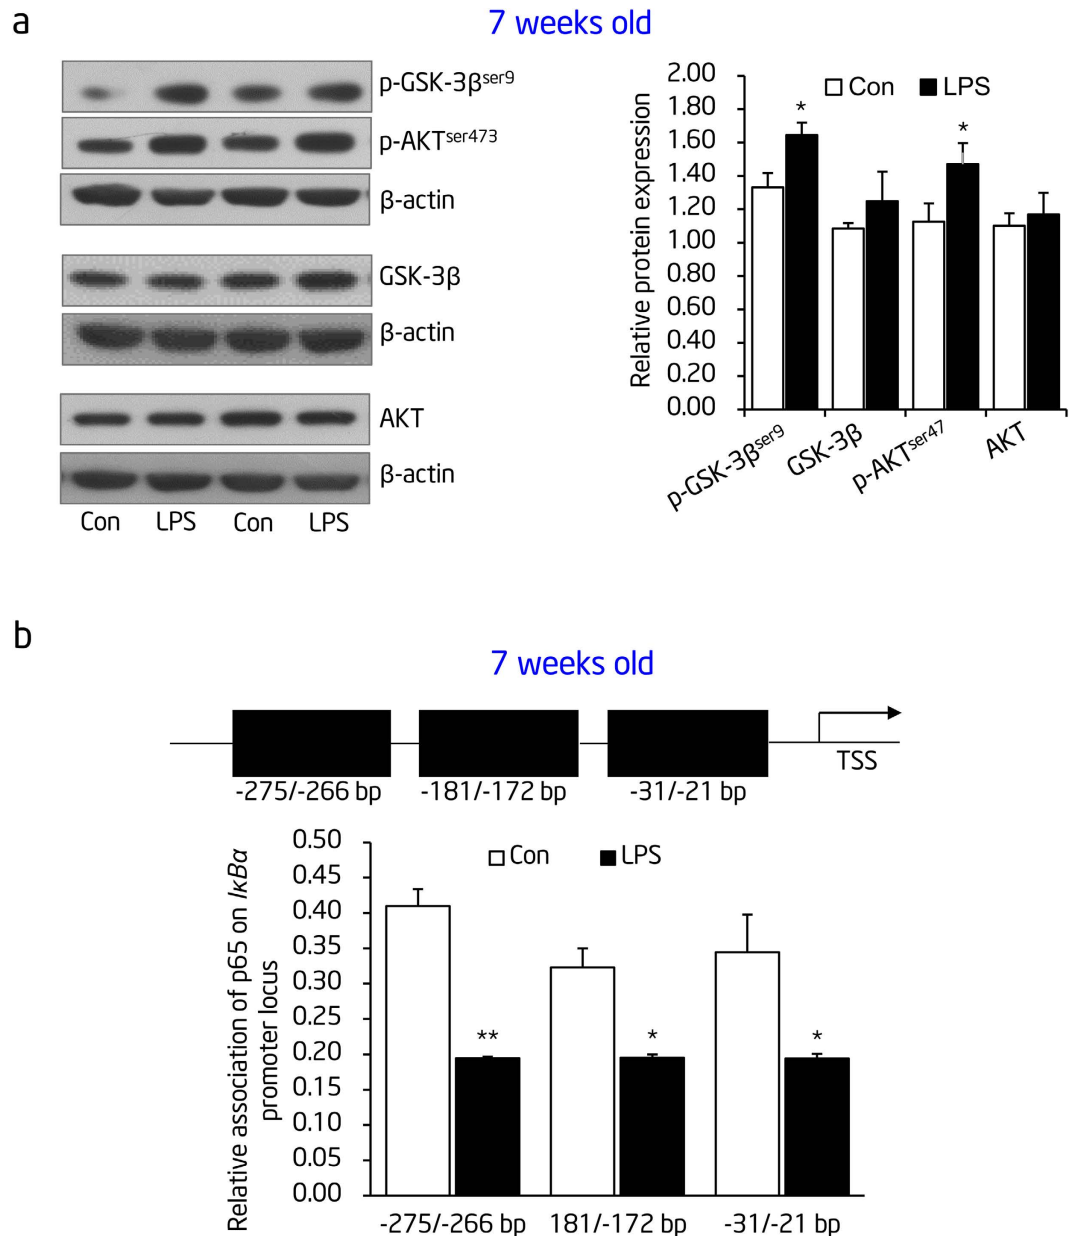 a
7 weeks old
p-GSK-3βser9
p-AKTser473
β-actin
GSK-3β
β-actin
AKT
β-actin
Con LPS Con LPS
Con LPS
Relative protein expression
2.00
1.80
1.60
1.40
1.20
1.00
0.80
0.60
0.40
0.20
0.00
*
*
p-GSK-3βser9 GSK-3β p-AKTser47 AKT
b
7 weeks old
TSS
-275/-266 bp -181/-172 bp -31/-21 bp
Relative association of p65 on IκBα
promoter locus
0.50
0.45
0.40
0.35
0.30
0.25
0.20
0.15
0.10
0.05
0.00
Con LPS
** * *
-275/-266 bp 181/-172 bp -31/-21 bp